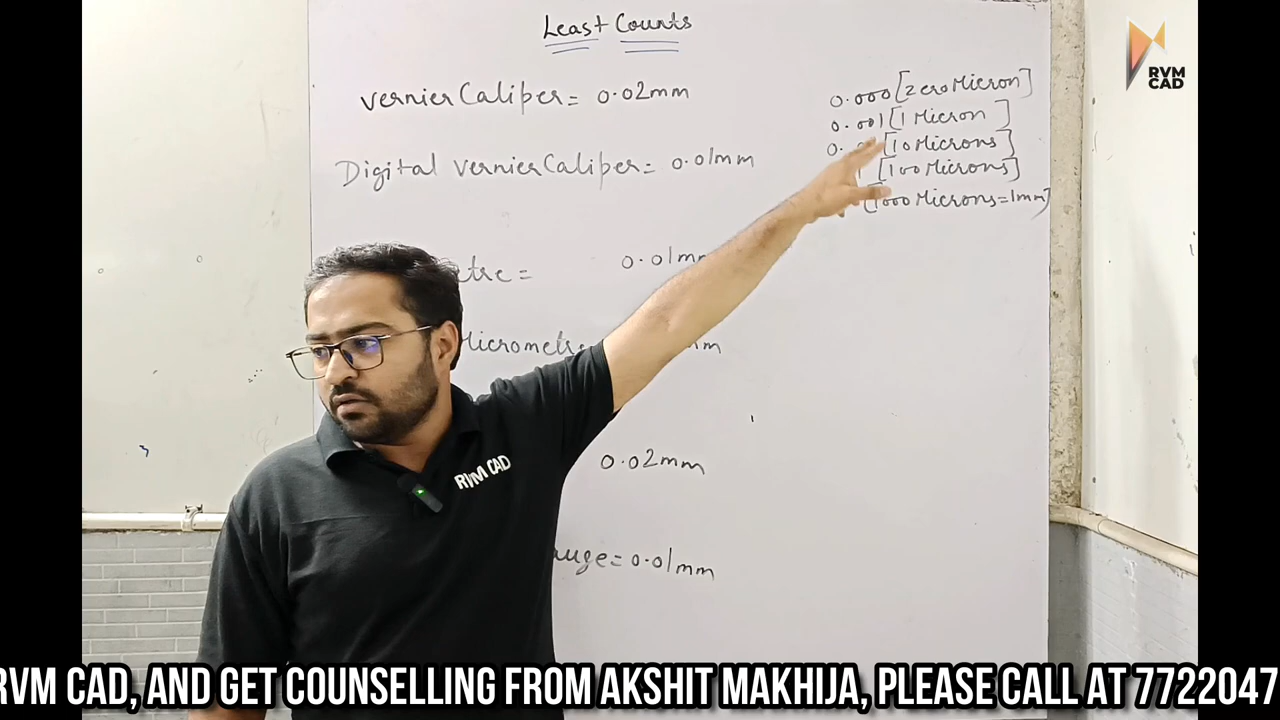 Least Counts
Vernier Caliper = 0.02mm
Digital Vernier Caliper = 0.01mm
= 0.01m
Micrometre
0.02mm
= 0.01mm
0.000 [Zero Micron]
0.001 [1 Micron]
[10 Microns]
[100 Microns]
[1000 Microns=1mm]
RVM
CAD
RVM CAD
RVM CAD, AND GET COUNSELLING FROM AKSHIT MAKHIJA, PLEASE CALL AT 7722047